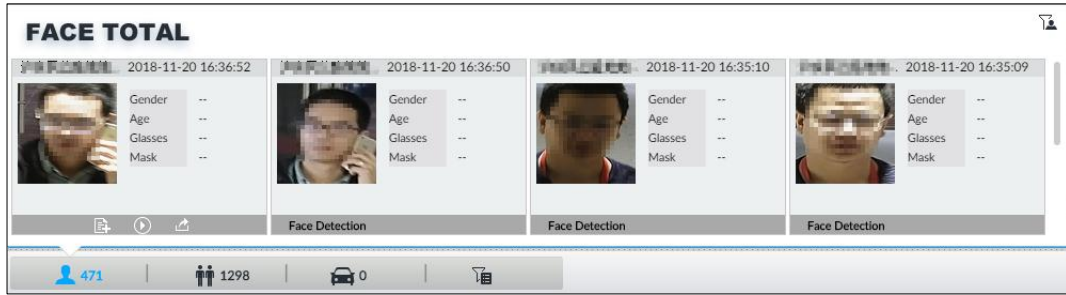 FACE TOTAL
2018-11-20 16:36:52
Gender --
Age --
Glasses --
Mask --
2018-11-20 16:36:50
Gender --
Age --
Glasses --
Mask --
Face Detection
2018-11-20 16:35:10
Gender --
Age --
Glasses --
Mask --
Face Detection
2018-11-20 16:35:09
Gender --
Age --
Glasses --
Mask --
Face Detection
471
1298
0